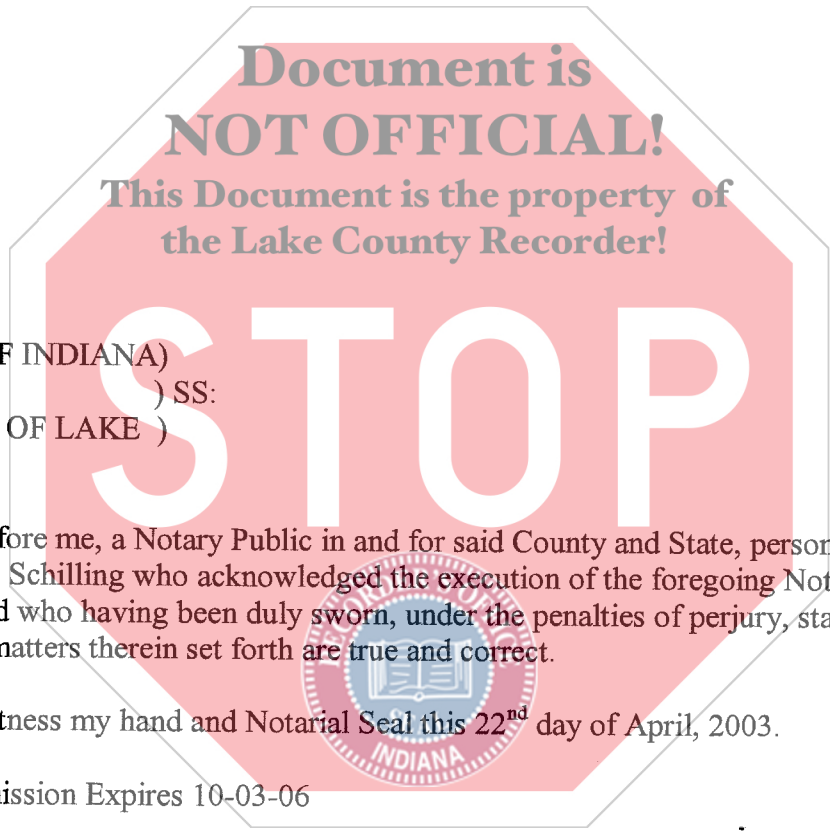 Document is
NOT OFFICIAL!
This Document is the property of
the Lake County Recorder!
STOP
F INDIANA)
) SS:
OF LAKE )
fore me, a Notary Public in and for said County and State, person
Schilling who acknowledged the execution of the foregoing Not
d who having been duly sworn, under the penalties of perjury, sta
matters therein set forth are true and correct.
tness my hand and Notarial Seal this 22nd day of April, 2003.
ission Expires 10-03-06
SEAL
INDIANA